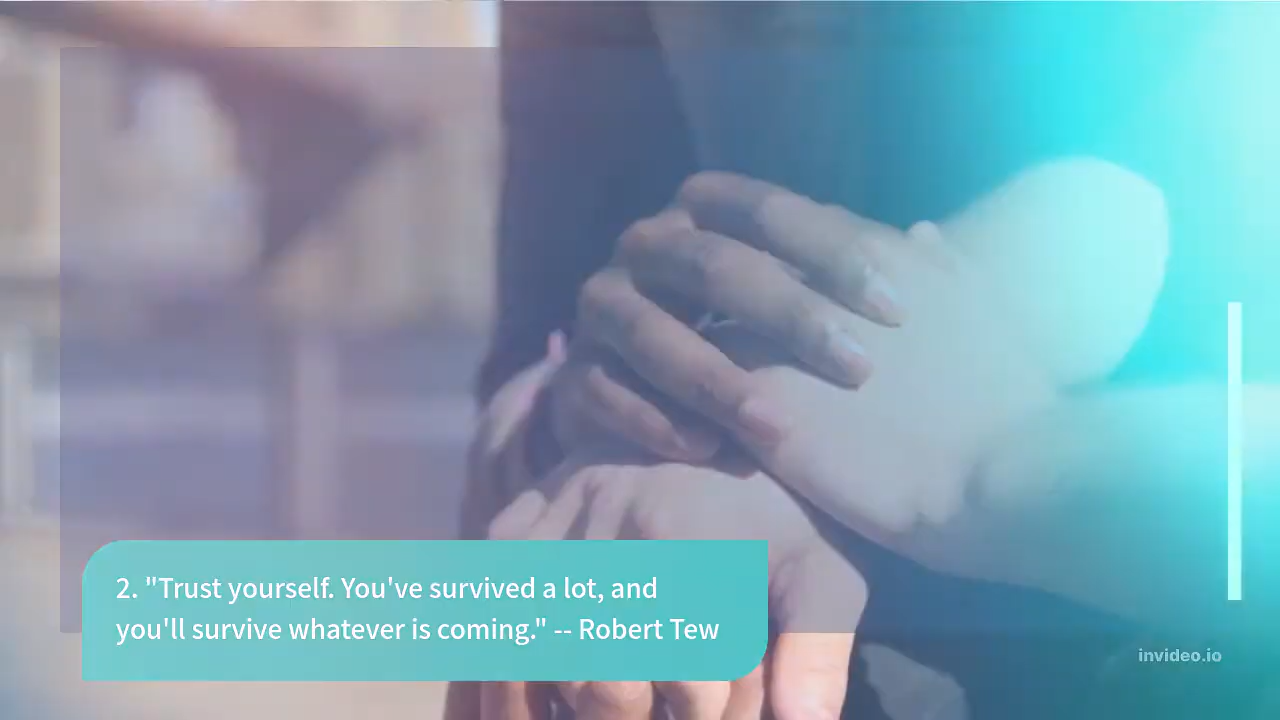 2. "Trust yourself. You've survived a lot, and
you'll survive whatever is coming." -- Robert Tew
invideo.io